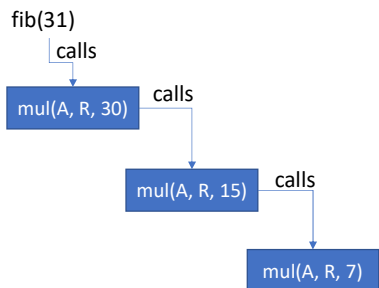 fib(31)
calls
mul(A, R, 30)
calls
mul(A, R, 15)
calls
mul(A, R, 7)